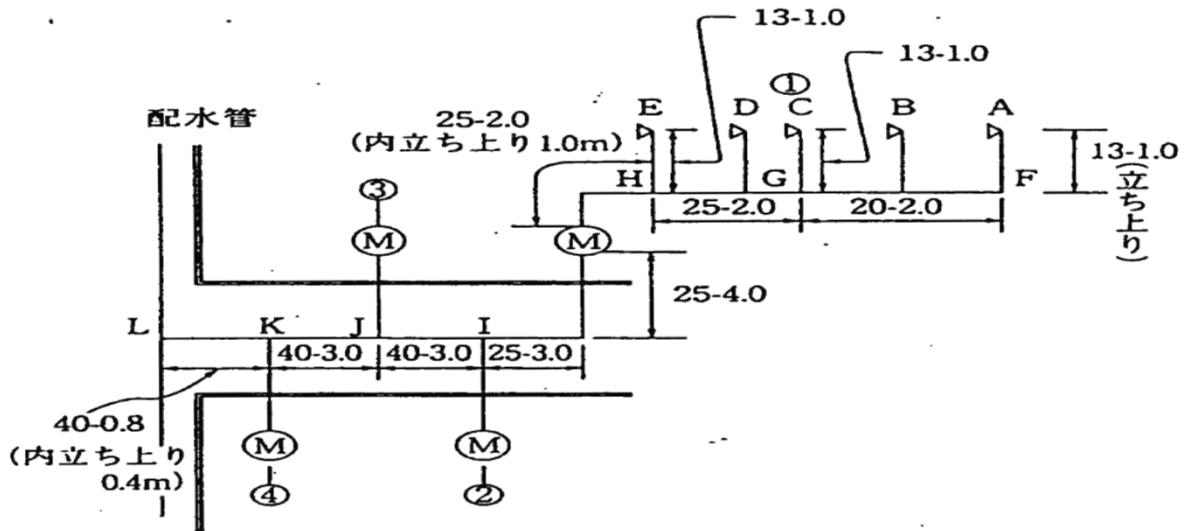 13-1.0
13-1.0
①
E D C B A
配水管
25-2.0
(内立ち上り1.0m)
13-1.0
(立ち上り)
H G F
③
25-2.0 20-2.0
M M
25-4.0
L K J I
40-3.0 40-3.0 25-3.0
40-0.8
(内立ち上り
0.4m)
M M
④ ②